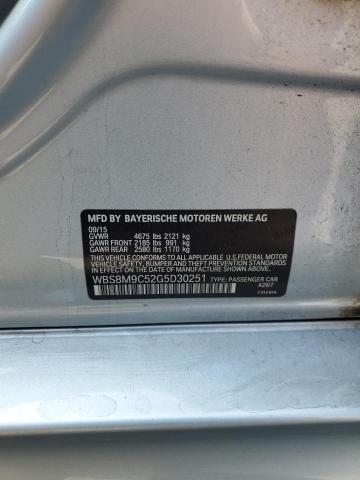 MFD BY BAYERISCHE MOTOREN WERKE AG
09/15
GVWR 4675 lbs 2121 kg
GAWR FRONT 2185 lbs 991 kg
GAWR REAR 2580 lbs 1170 kg
THIS VEHICLE CONFORMS TO ALL APPLICABLE U.S.FEDERAL MOTOR
VEHICLE SAFETY, BUMPER, AND THEFT PREVENTION STANDARDS IN
EFFECT ON THE DATE OF MANUFACTURE SHOWN ABOVE.
WBS8M9C52G5D30251 TYPE: PASSENGER CAR
A29/7